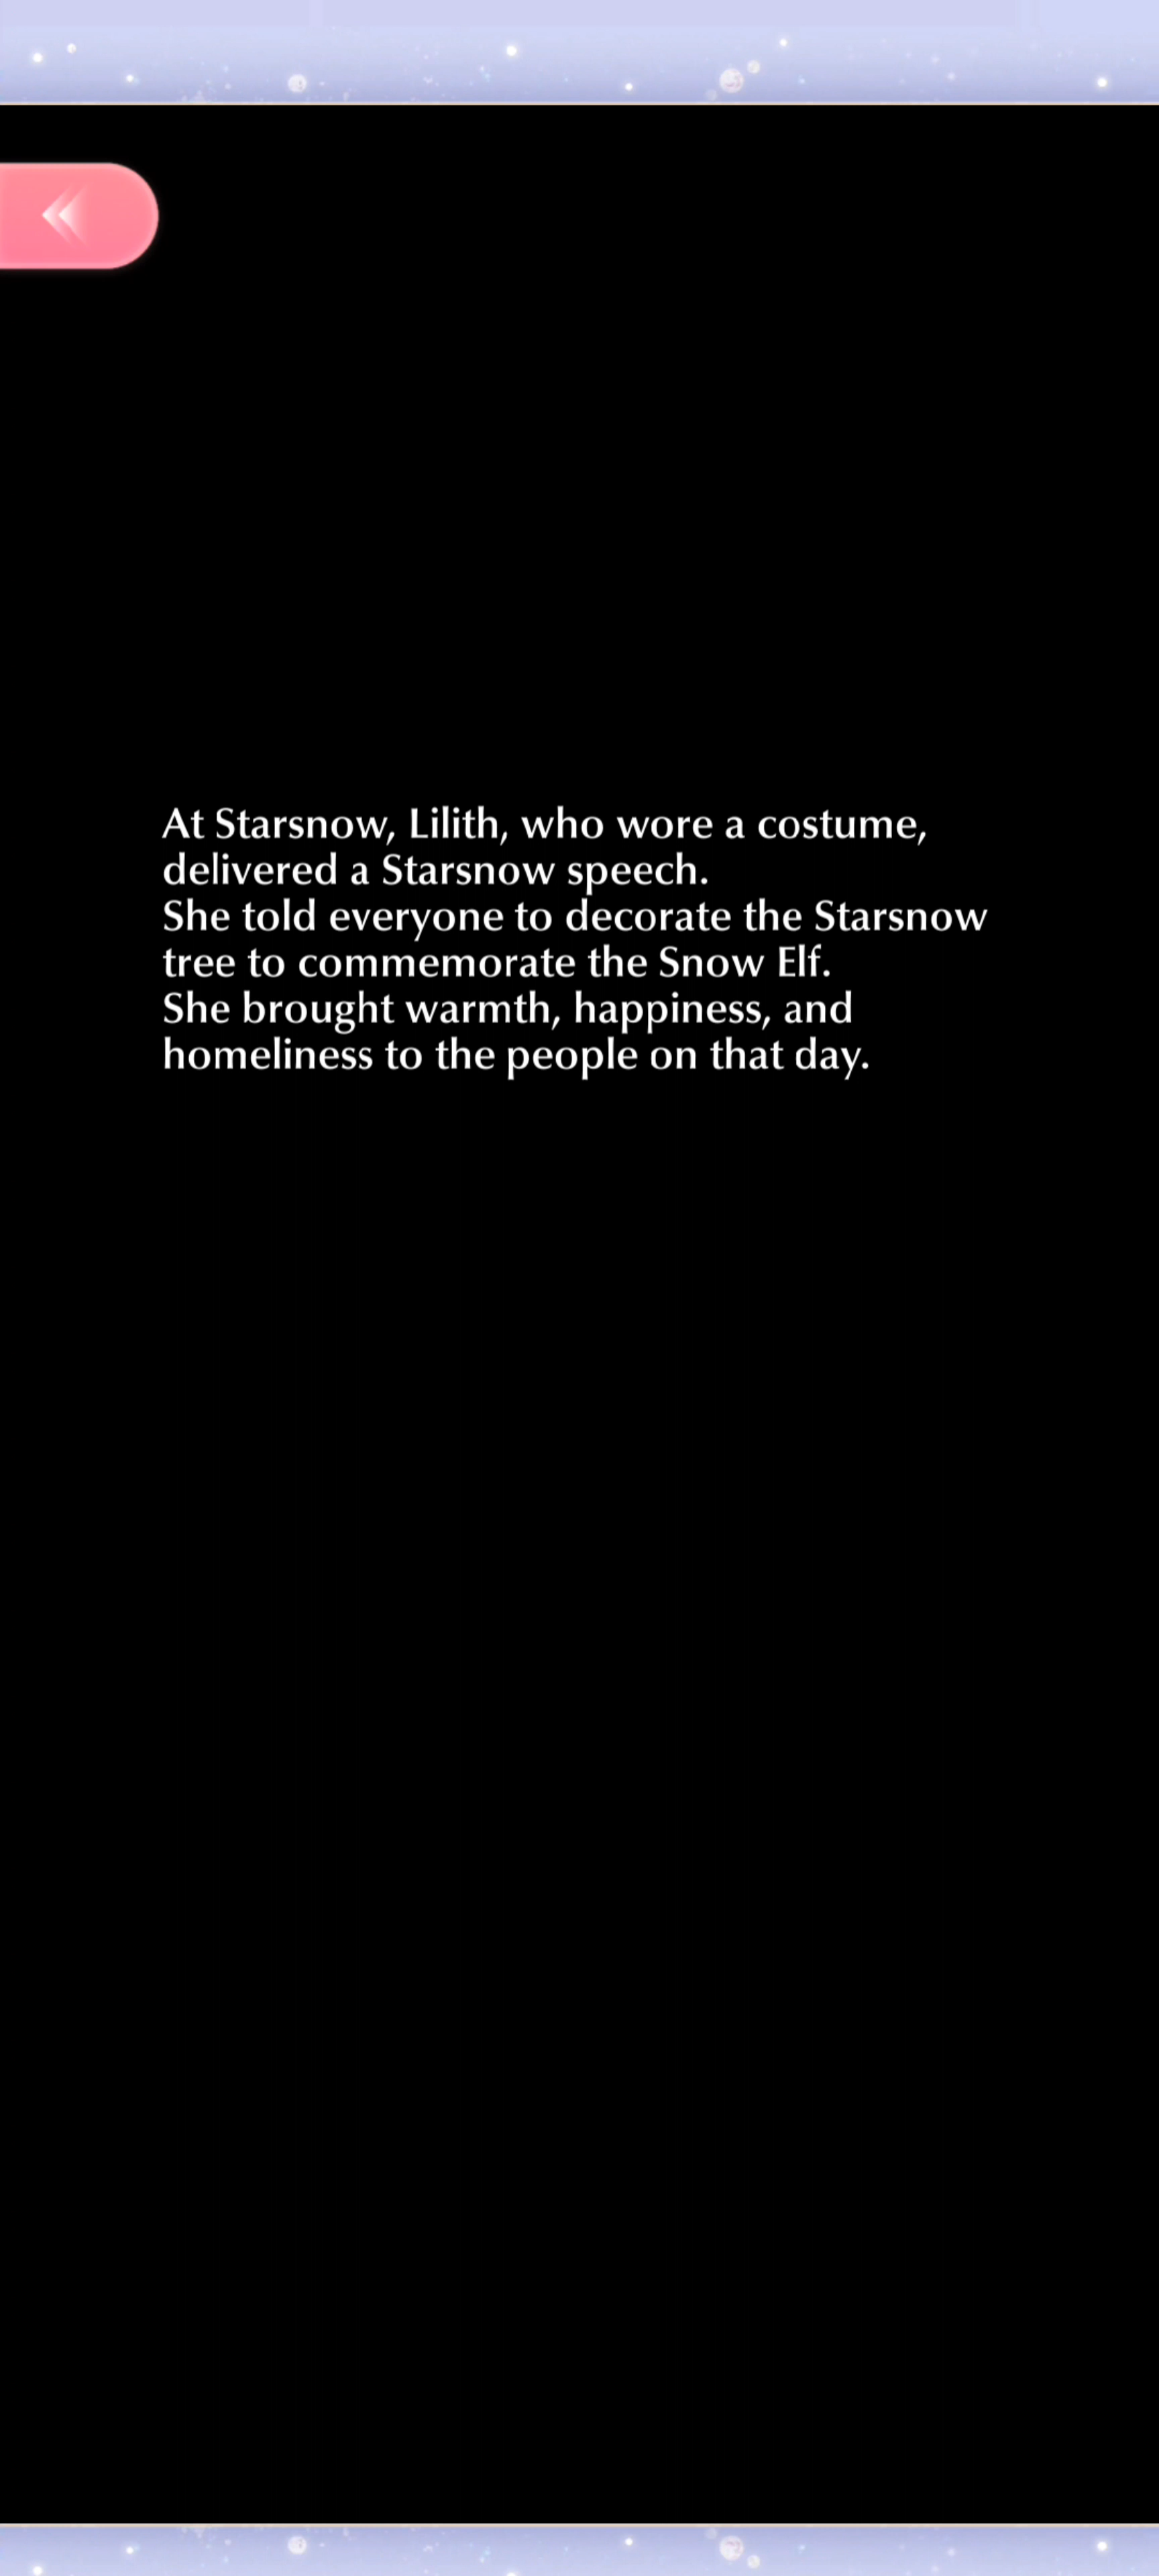 At Starsnow, Lilith, who wore a costume,
delivered a Starsnow speech.
She told everyone to decorate the Starsnow
tree to commemorate the Snow Elf.
She brought warmth, happiness, and
homeliness to the people on that day.